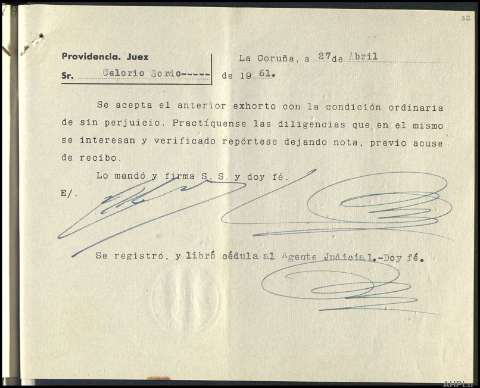 Providencia. Juez
Sr. Celorio Sordo-----
La Coruña, a 27 de Abril
de 1961.
Se acepta el anterior exhorto con la condición ordinaria
de sin perjuicio. Practíquense las diligencias que en el mismo
se interesan y verificado repórtese dejando nota, previo acuse
de recibo.
Lo mandó y firma S. S. y doy fé.
E/.
Se registró, y libró cédula al Agente Judicial.-Doy fé.